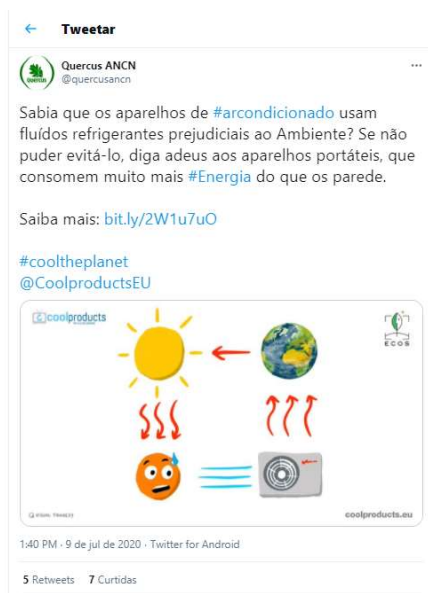 Tweetar
Quercus ANCN
@quercusancn
Sabia que os aparelhos de #arcondicionado usam
fluídos refrigerantes prejudiciais ao Ambiente? Se não
puder evitá-lo, diga adeus aos aparelhos portáteis, que
consomem muito mais #Energia do que os parede.
Saiba mais: bit.ly/2W1u7uO
#cooltheplanet
@CoolproductsEU
coolproducts
ECOS
coolproducts.eu
1:40 PM · 9 de jul de 2020 · Twitter for Android
5 Retweets 7 Curtidas